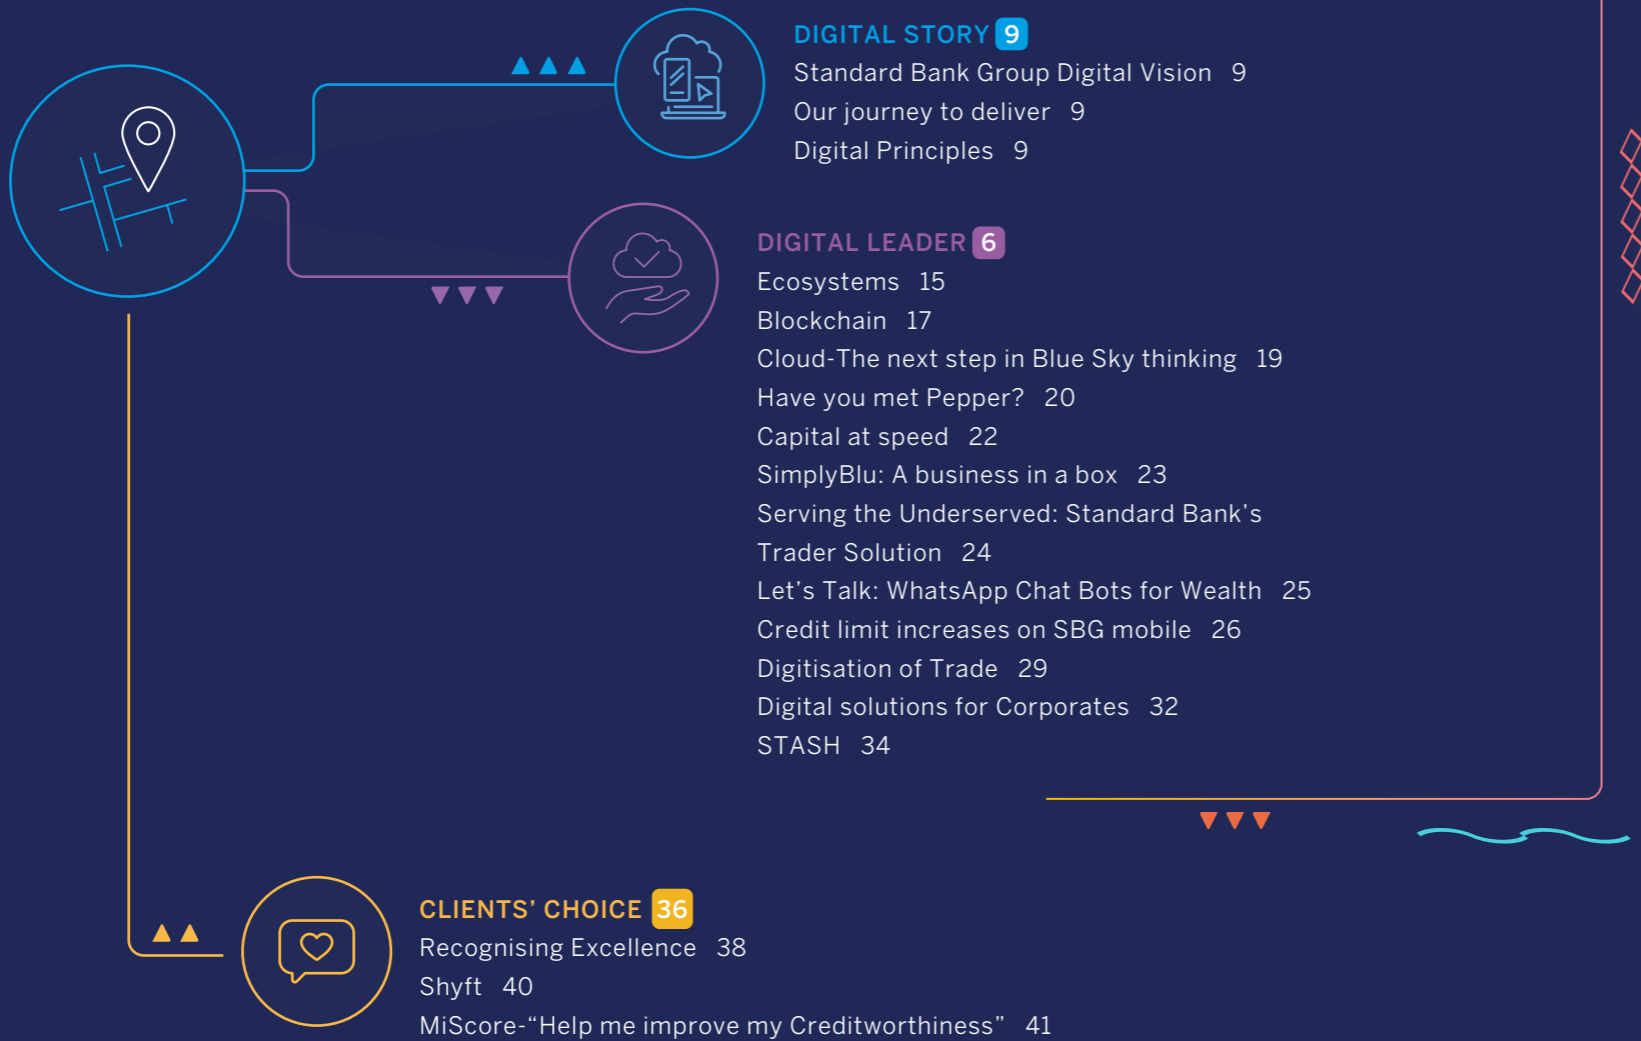 DIGITAL STORY 9
Standard Bank Group Digital Vision 9
Our journey to deliver 9
Digital Principles 9
DIGITAL LEADER 6
Ecosystems 15
Blockchain 17
Cloud-The next step in Blue Sky thinking 19
Have you met Pepper? 20
Capital at speed 22
SimplyBlu: A business in a box 23
Serving the Underserved: Standard Bank’s
Trader Solution 24
Let’s Talk: WhatsApp Chat Bots for Wealth 25
Credit limit increases on SBG mobile 26
Digitisation of Trade 29
Digital solutions for Corporates 32
STASH 34
CLIENTS’ CHOICE 36
Recognising Excellence 38
Shyft 40
MiScore-“Help me improve my Creditworthiness” 41